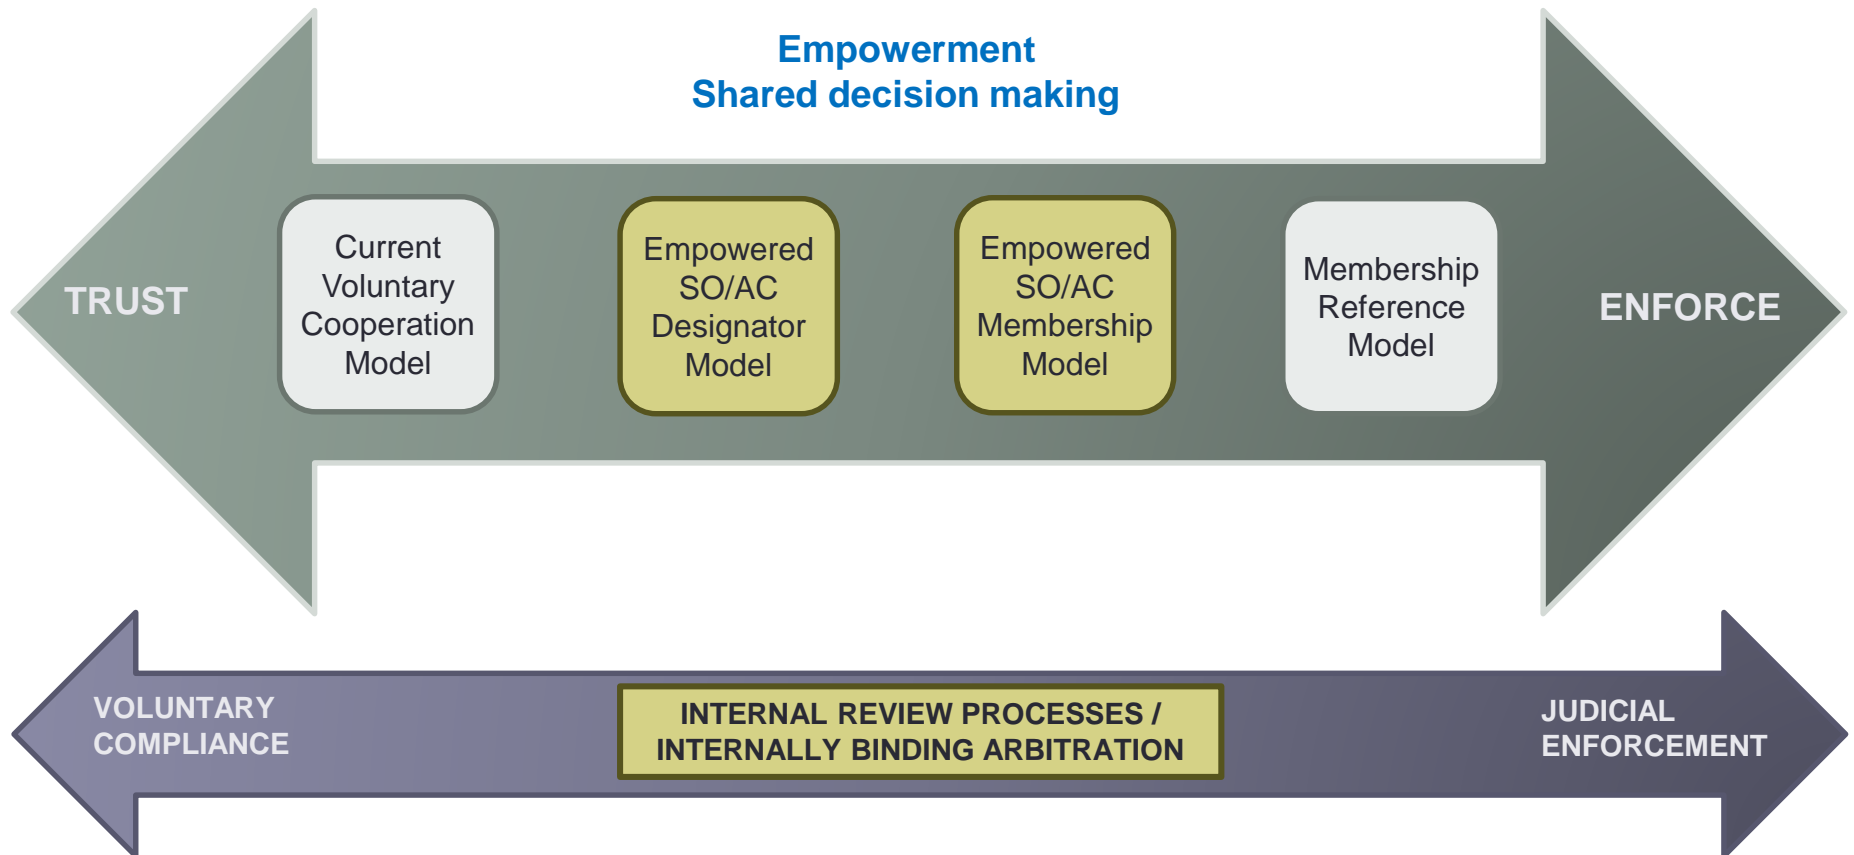 Empowerment
Shared decision making
TRUST
Current
Voluntary
Cooperation
Model
Empowered
SO/AC
Designator
Model
Empowered
SO/AC
Membership
Model
Membership
Reference
Model
ENFORCE
VOLUNTARY
COMPLIANCE
INTERNAL REVIEW PROCESSES /
INTERNALLY BINDING ARBITRATION
JUDICIAL
ENFORCEMENT